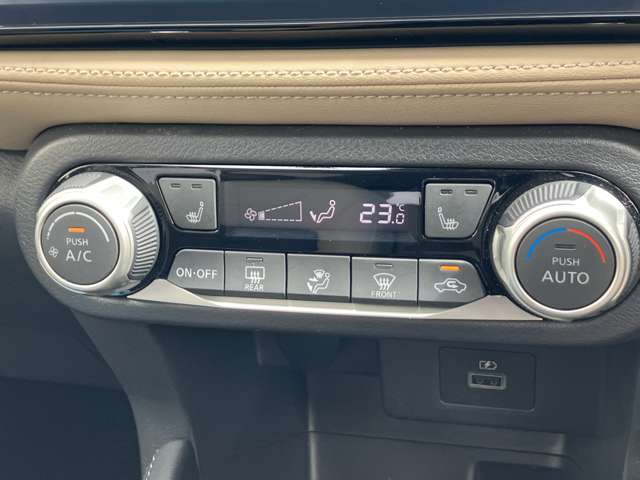 PUSH
A/C
23.0 °C
ON·OFF
REAR
FRONT
PUSH
AUTO